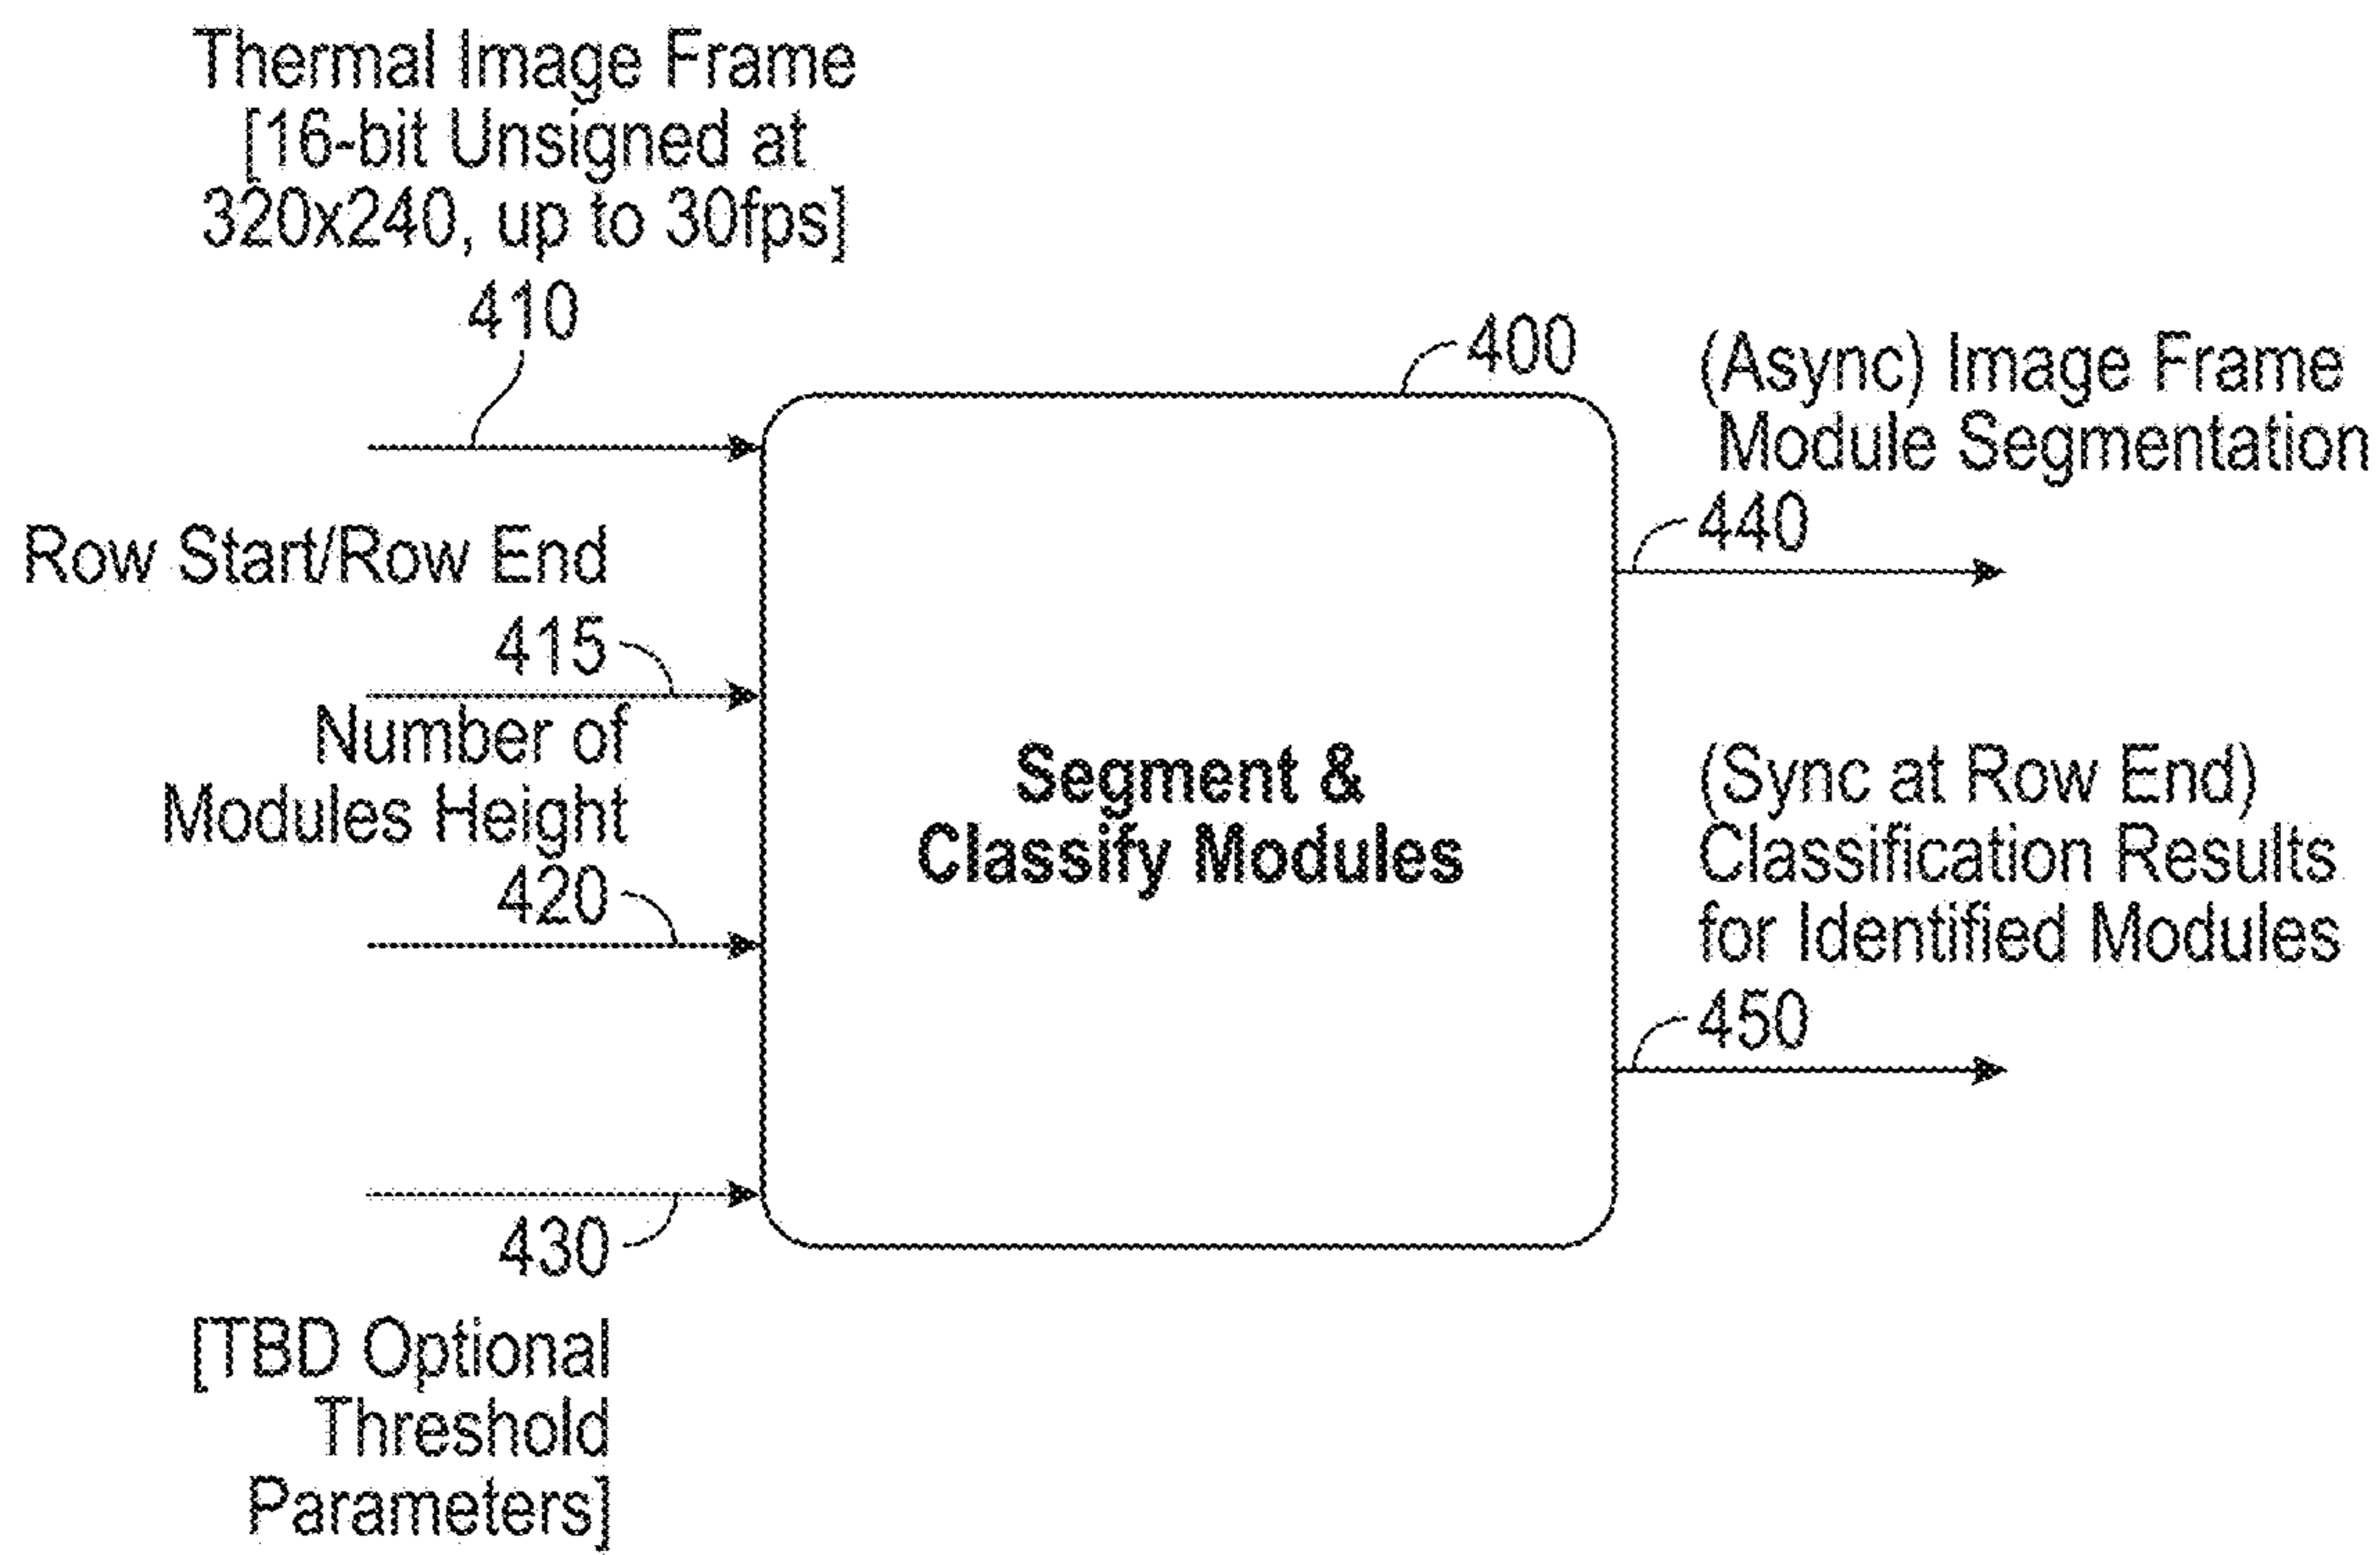 Thermal Image Frame
[16-bit Unsigned at
320x240, up to 30fps]
410
Row Start/Row End
415
Number of
Modules Height
420
430
[TBD Optional
Threshold
Parameters]
400
Segment &
Classify Modules
(Async) Image Frame
Module Segmentation
440
(Sync at Row End)
Classification Results
for Identified Modules
450